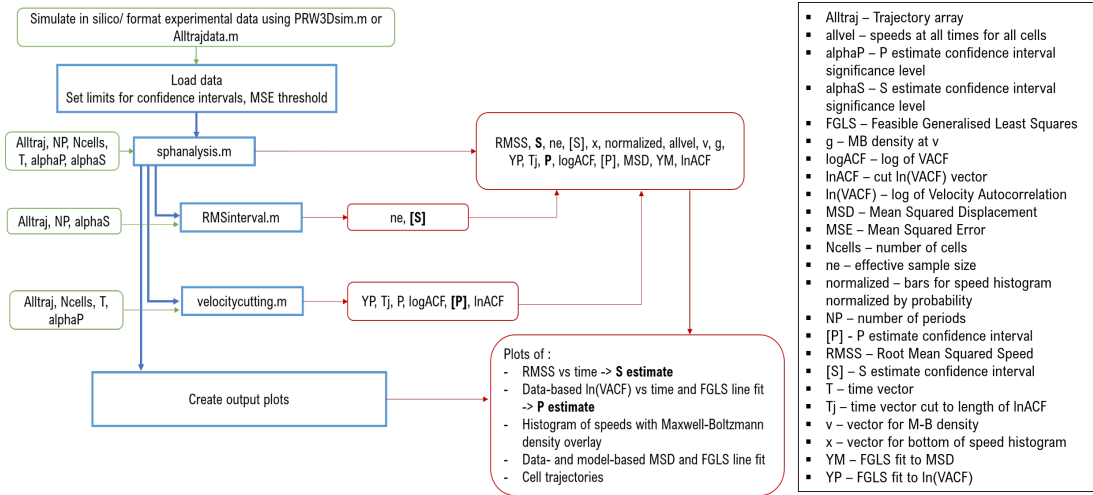 Simulate in silico/ format experimental data using PRW3Dsim.m or
Alltrajdata.m
Load data
Set limits for confidence intervals, MSE threshold
Alltraj, NP, Ncells,
T, alphaP, alphaS
sphanalysis.m
RMSS, S, ne, [S], x, normalized, allvel, v, g,
YP, Tj, P, logACF, [P], MSD, YM, lnACF
Alltraj, NP, alphaS
RMSinterval.m
ne, [S]
Alltraj, Ncells, T,
alphaP
velocitycutting.m
YP, Tj, P, logACF, [P], lnACF
Create output plots
Plots of :
- RMSS vs time -> S estimate
- Data-based ln(VACF) vs time and FGLS line fit
-> P estimate
- Histogram of speeds with Maxwell-Boltzmann
density overlay
- Data- and model-based MSD and FGLS line fit
- Cell trajectories
▪ Alltraj – Trajectory array
▪ allvel – speeds at all times for all cells
▪ alphaP – P estimate confidence interval
significance level
▪ alphaS – S estimate confidence interval
significance level
▪ FGLS – Feasible Generalised Least Squares
▪ g – MB density at v
▪ logACF – log of VACF
▪ lnACF – cut ln(VACF) vector
▪ ln(VACF) – log of Velocity Autocorrelation
▪ MSD – Mean Squared Displacement
▪ MSE – Mean Squared Error
▪ Ncells – number of cells
▪ ne – effective sample size
▪ normalized – bars for speed histogram
normalized by probability
▪ NP – number of periods
▪ [P] - P estimate confidence interval
▪ RMSS – Root Mean Squared Speed
▪ [S] – S estimate confidence interval
▪ T – time vector
▪ Tj – time vector cut to length of lnACF
▪ v – vector for M-B density
▪ x – vector for bottom of speed histogram
▪ YM – FGLS fit to MSD
▪ YP – FGLS fit to ln(VACF)